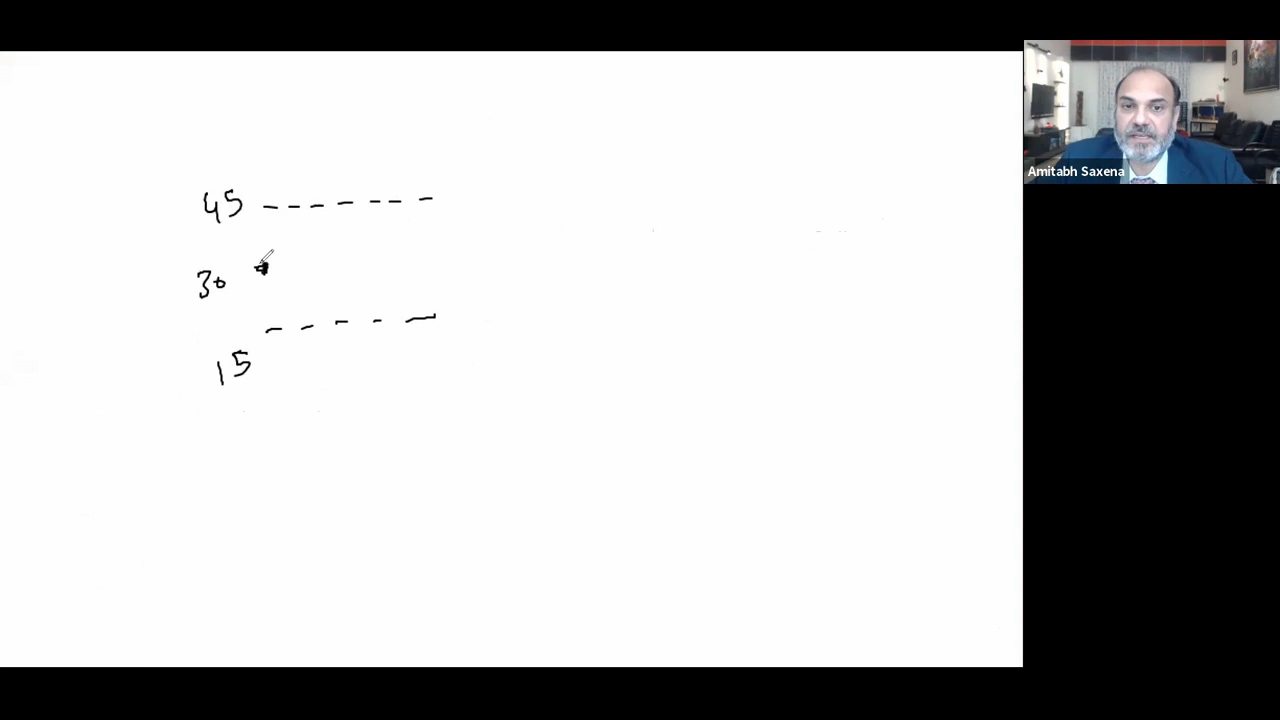 45 -------
30
- - - - -
15
Amitabh Saxena